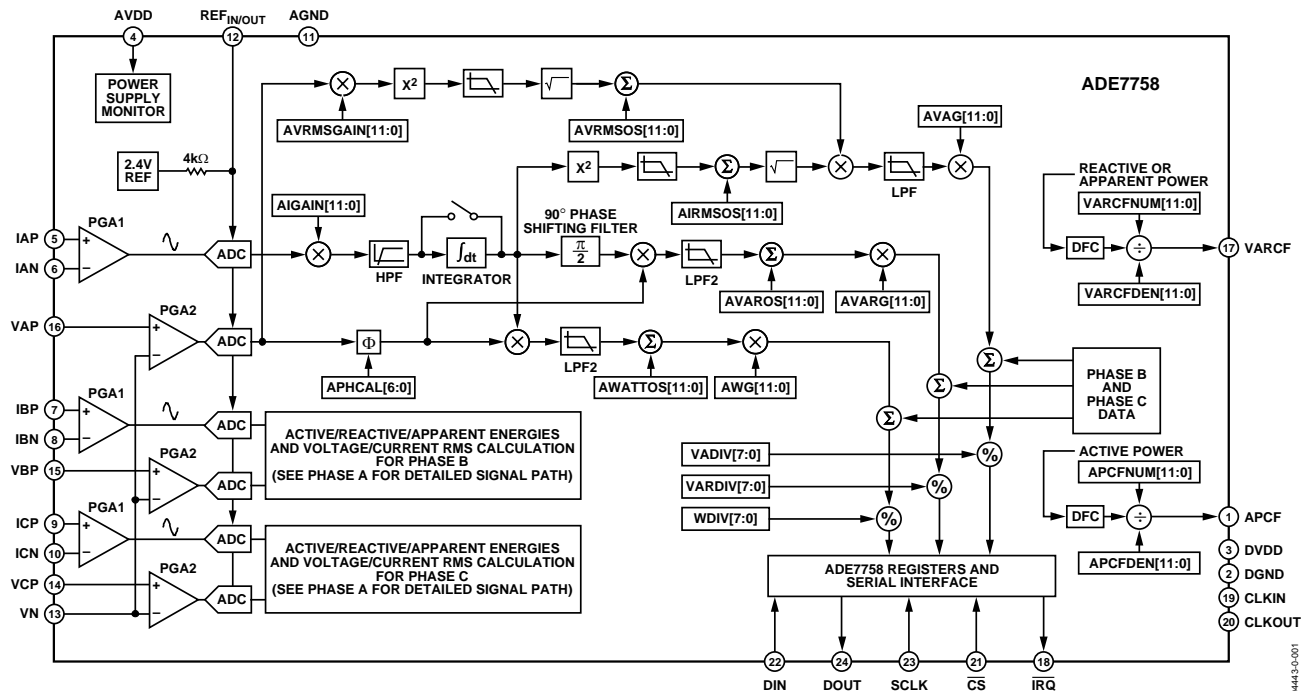 AVDD
REFIN/OUT
AGND
4
12
11
POWER
SUPPLY
MONITOR
ADE7758
X²
√
Σ
AVRMSGAIN[11:0]
AVRMSOS[11:0]
AVAG[11:0]
2.4V
REF
4kΩ
X²
Σ
√
LPF
AIRMSOS[11:0]
REACTIVE OR
APPARENT POWER
VARCFNUM[11:0]
DFC
÷
17 VARCF
VARCFDEN[11:0]
AIGAIN[11:0]
PGA1
IAP 5 +
IAN 6 −
ADC
HPF
∫dt
INTEGRATOR
90° PHASE
SHIFTING FILTER
π
2
LPF2
Σ
AVAROS[11:0]
AVARG[11:0]
PGA2
VAP 16 +
−
ADC
Φ
APHCAL[6:0]
LPF2
Σ
AWATTOS[11:0]
AWG[11:0]
Σ
Σ
Σ
PHASE B
AND
PHASE C
DATA
PGA1
IBP 7 +
IBN 8 −
ADC
PGA2
VBP 15 +
−
ADC
ACTIVE/REACTIVE/APPARENT ENERGIES
AND VOLTAGE/CURRENT RMS CALCULATION
FOR PHASE B
(SEE PHASE A FOR DETAILED SIGNAL PATH)
VADIV[7:0]
%
VARDIV[7:0]
%
WDIV[7:0]
%
ACTIVE POWER
APCFNUM[11:0]
DFC
÷
1 APCF
APCFDEN[11:0]
3 DVDD
2 DGND
19 CLKIN
20 CLKOUT
PGA1
ICP 9 +
ICN 10 −
ADC
PGA2
VCP 14 +
VN 13 −
ADC
ACTIVE/REACTIVE/APPARENT ENERGIES
AND VOLTAGE/CURRENT RMS CALCULATION
FOR PHASE C
(SEE PHASE A FOR DETAILED SIGNAL PATH)
ADE7758 REGISTERS AND
SERIAL INTERFACE
22
24
23
21
18
DIN
DOUT
SCLK
CS
IRQ
04443-0-001